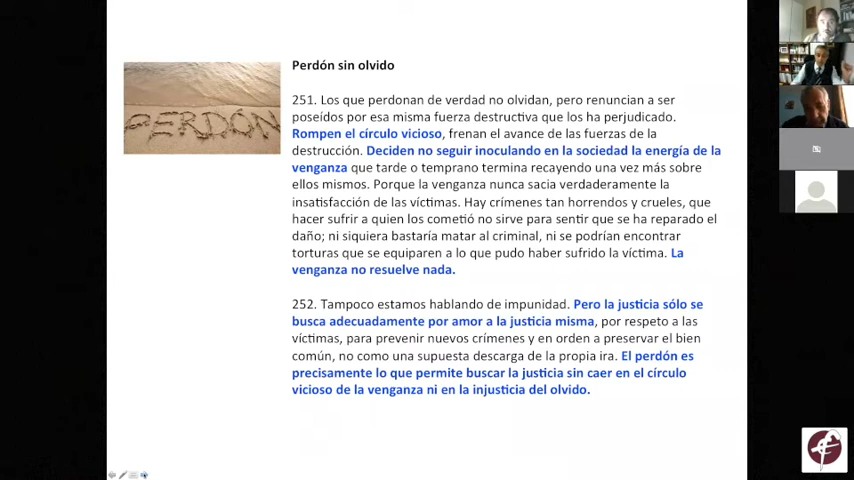 Perdón sin olvido
PERDÓN
251. Los que perdonan de verdad no olvidan, pero renuncian a ser
poseídos por esa misma fuerza destructiva que los ha perjudicado.
Rompen el círculo vicioso, frenan el avance de las fuerzas de la
destrucción. Deciden no seguir inoculando en la sociedad la energía de la
venganza que tarde o temprano termina recayendo una vez más sobre
ellos mismos. Porque la venganza nunca sacia verdaderamente la
insatisfacción de las víctimas. Hay crímenes tan horrendos y crueles, que
hacer sufrir a quien los cometió no sirve para sentir que se ha reparado el
daño; ni siquiera bastaría matar al criminal, ni se podrían encontrar
torturas que se equiparen a lo que pudo haber sufrido la víctima. La
venganza no resuelve nada.
252. Tampoco estamos hablando de impunidad. Pero la justicia sólo se
busca adecuadamente por amor a la justicia misma, por respeto a las
víctimas, para prevenir nuevos crímenes y en orden a preservar el bien
común, no como una supuesta descarga de la propia ira. El perdón es
precisamente lo que permite buscar la justicia sin caer en el círculo
vicioso de la venganza ni en la injusticia del olvido.